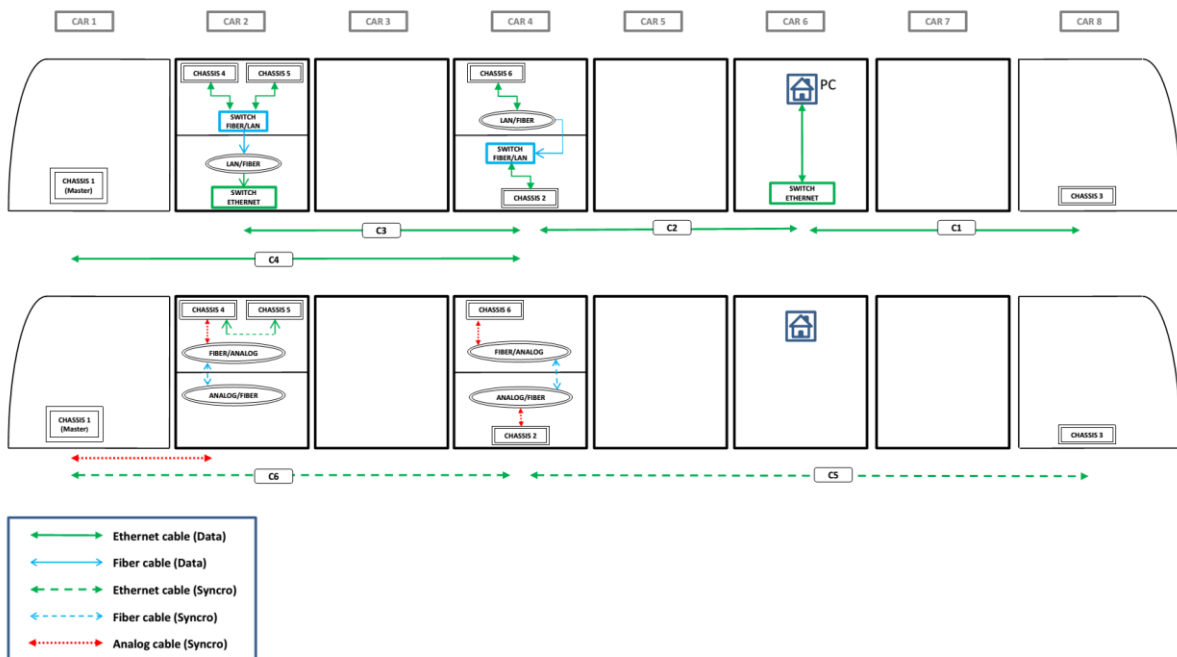 CAR 1
CAR 2
CAR 3
CAR 4
CAR 5
CAR 6
CAR 7
CAR 8
CHASSIS 4
CHASSIS 5
CHASSIS 6
PC
SWITCH
FIBER/LAN
LAN/FIBER
SWITCH
FIBER/LAN
LAN/FIBER
CHASSIS 1
(Master)
SWITCH
ETHERNET
CHASSIS 2
SWITCH
ETHERNET
CHASSIS 3
C3
C2
C1
C4
CHASSIS 4
CHASSIS 5
CHASSIS 6
FIBER/ANALOG
FIBER/ANALOG
ANALOG/FIBER
ANALOG/FIBER
CHASSIS 1
(Master)
CHASSIS 2
CHASSIS 3
C6
C5
Ethernet cable (Data)
Fiber cable (Data)
Ethernet cable (Syncro)
Fiber cable (Syncro)
Analog cable (Syncro)